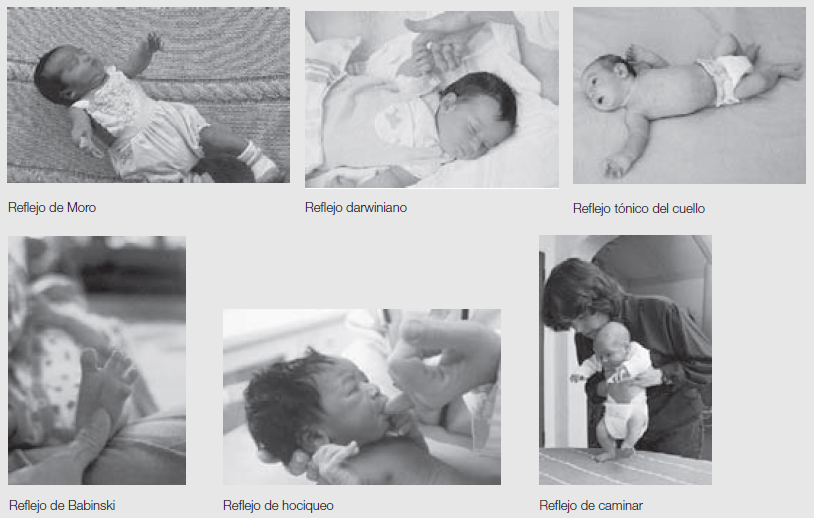 Reflejo de Moro
Reflejo darwiniano
Reflejo tónico del cuello
Reflejo de Babinski
Reflejo de hociqueo
Reflejo de caminar